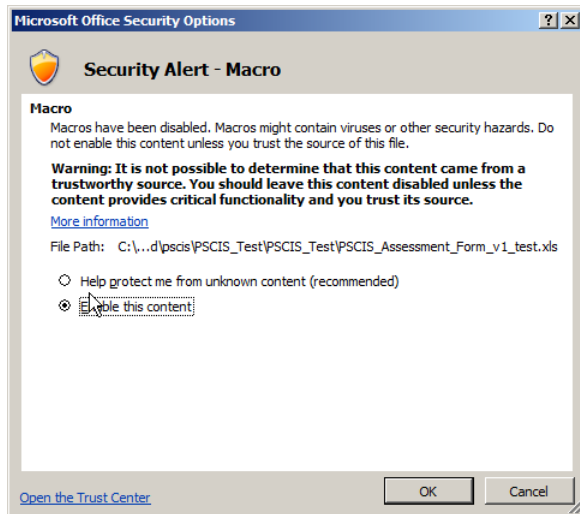 Microsoft Office Security Options
Security Alert - Macro
Macro
Macros have been disabled. Macros might contain viruses or other security hazards. Do
not enable this content unless you trust the source of this file.
Warning: It is not possible to determine that this content came from a
trustworthy source. You should leave this content disabled unless the
content provides critical functionality and you trust its source.
More information
File Path: C:\...d\pscis\PSCIS_Test\PSCIS_Test\PSCIS_Assessment_Form_v1_test.xls
Help protect me from unknown content (recommended)
Enable this content
Open the Trust Center
OK
Cancel